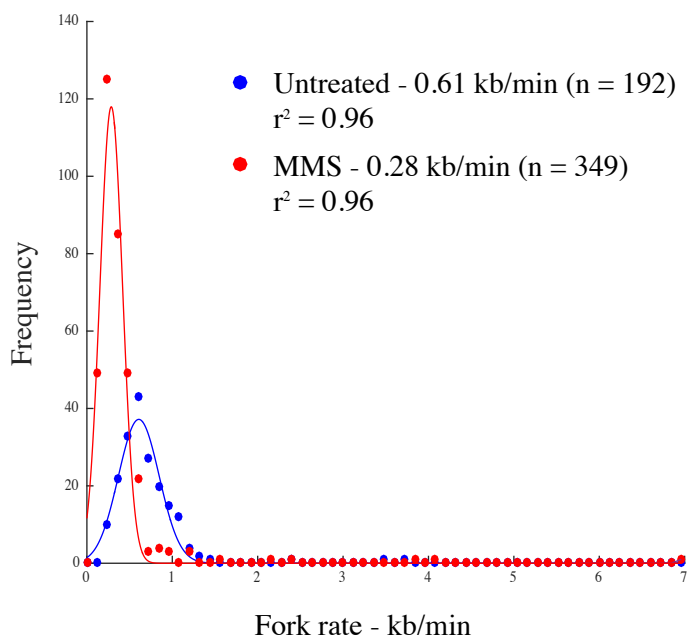 140
Untreated - 0.61 kb/min (n = 192)
r² = 0.96
120
MMS - 0.28 kb/min (n = 349)
r² = 0.96
100
80
Frequency
60
40
20
0
0 1 2 3 4 5 6 7
Fork rate - kb/min